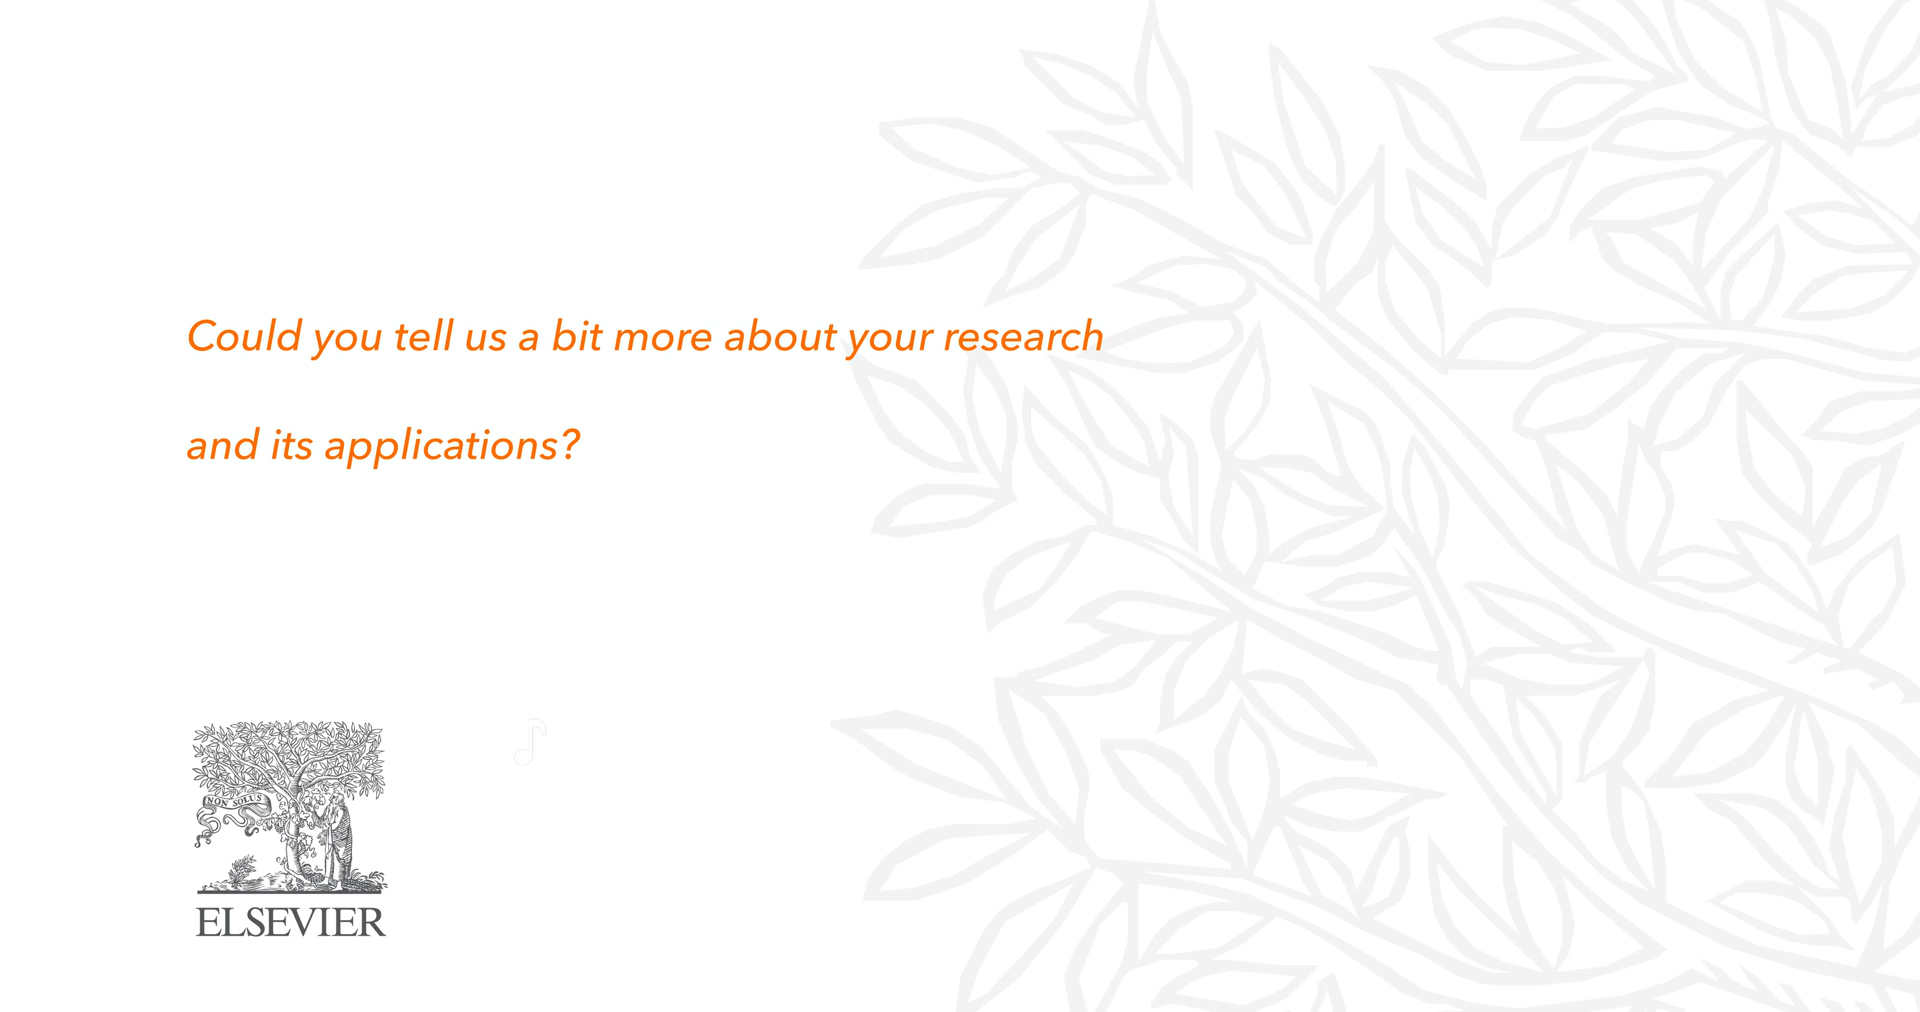 Could you tell us a bit more about your research
and its applications?
NON SOLUS
ELSEVIER